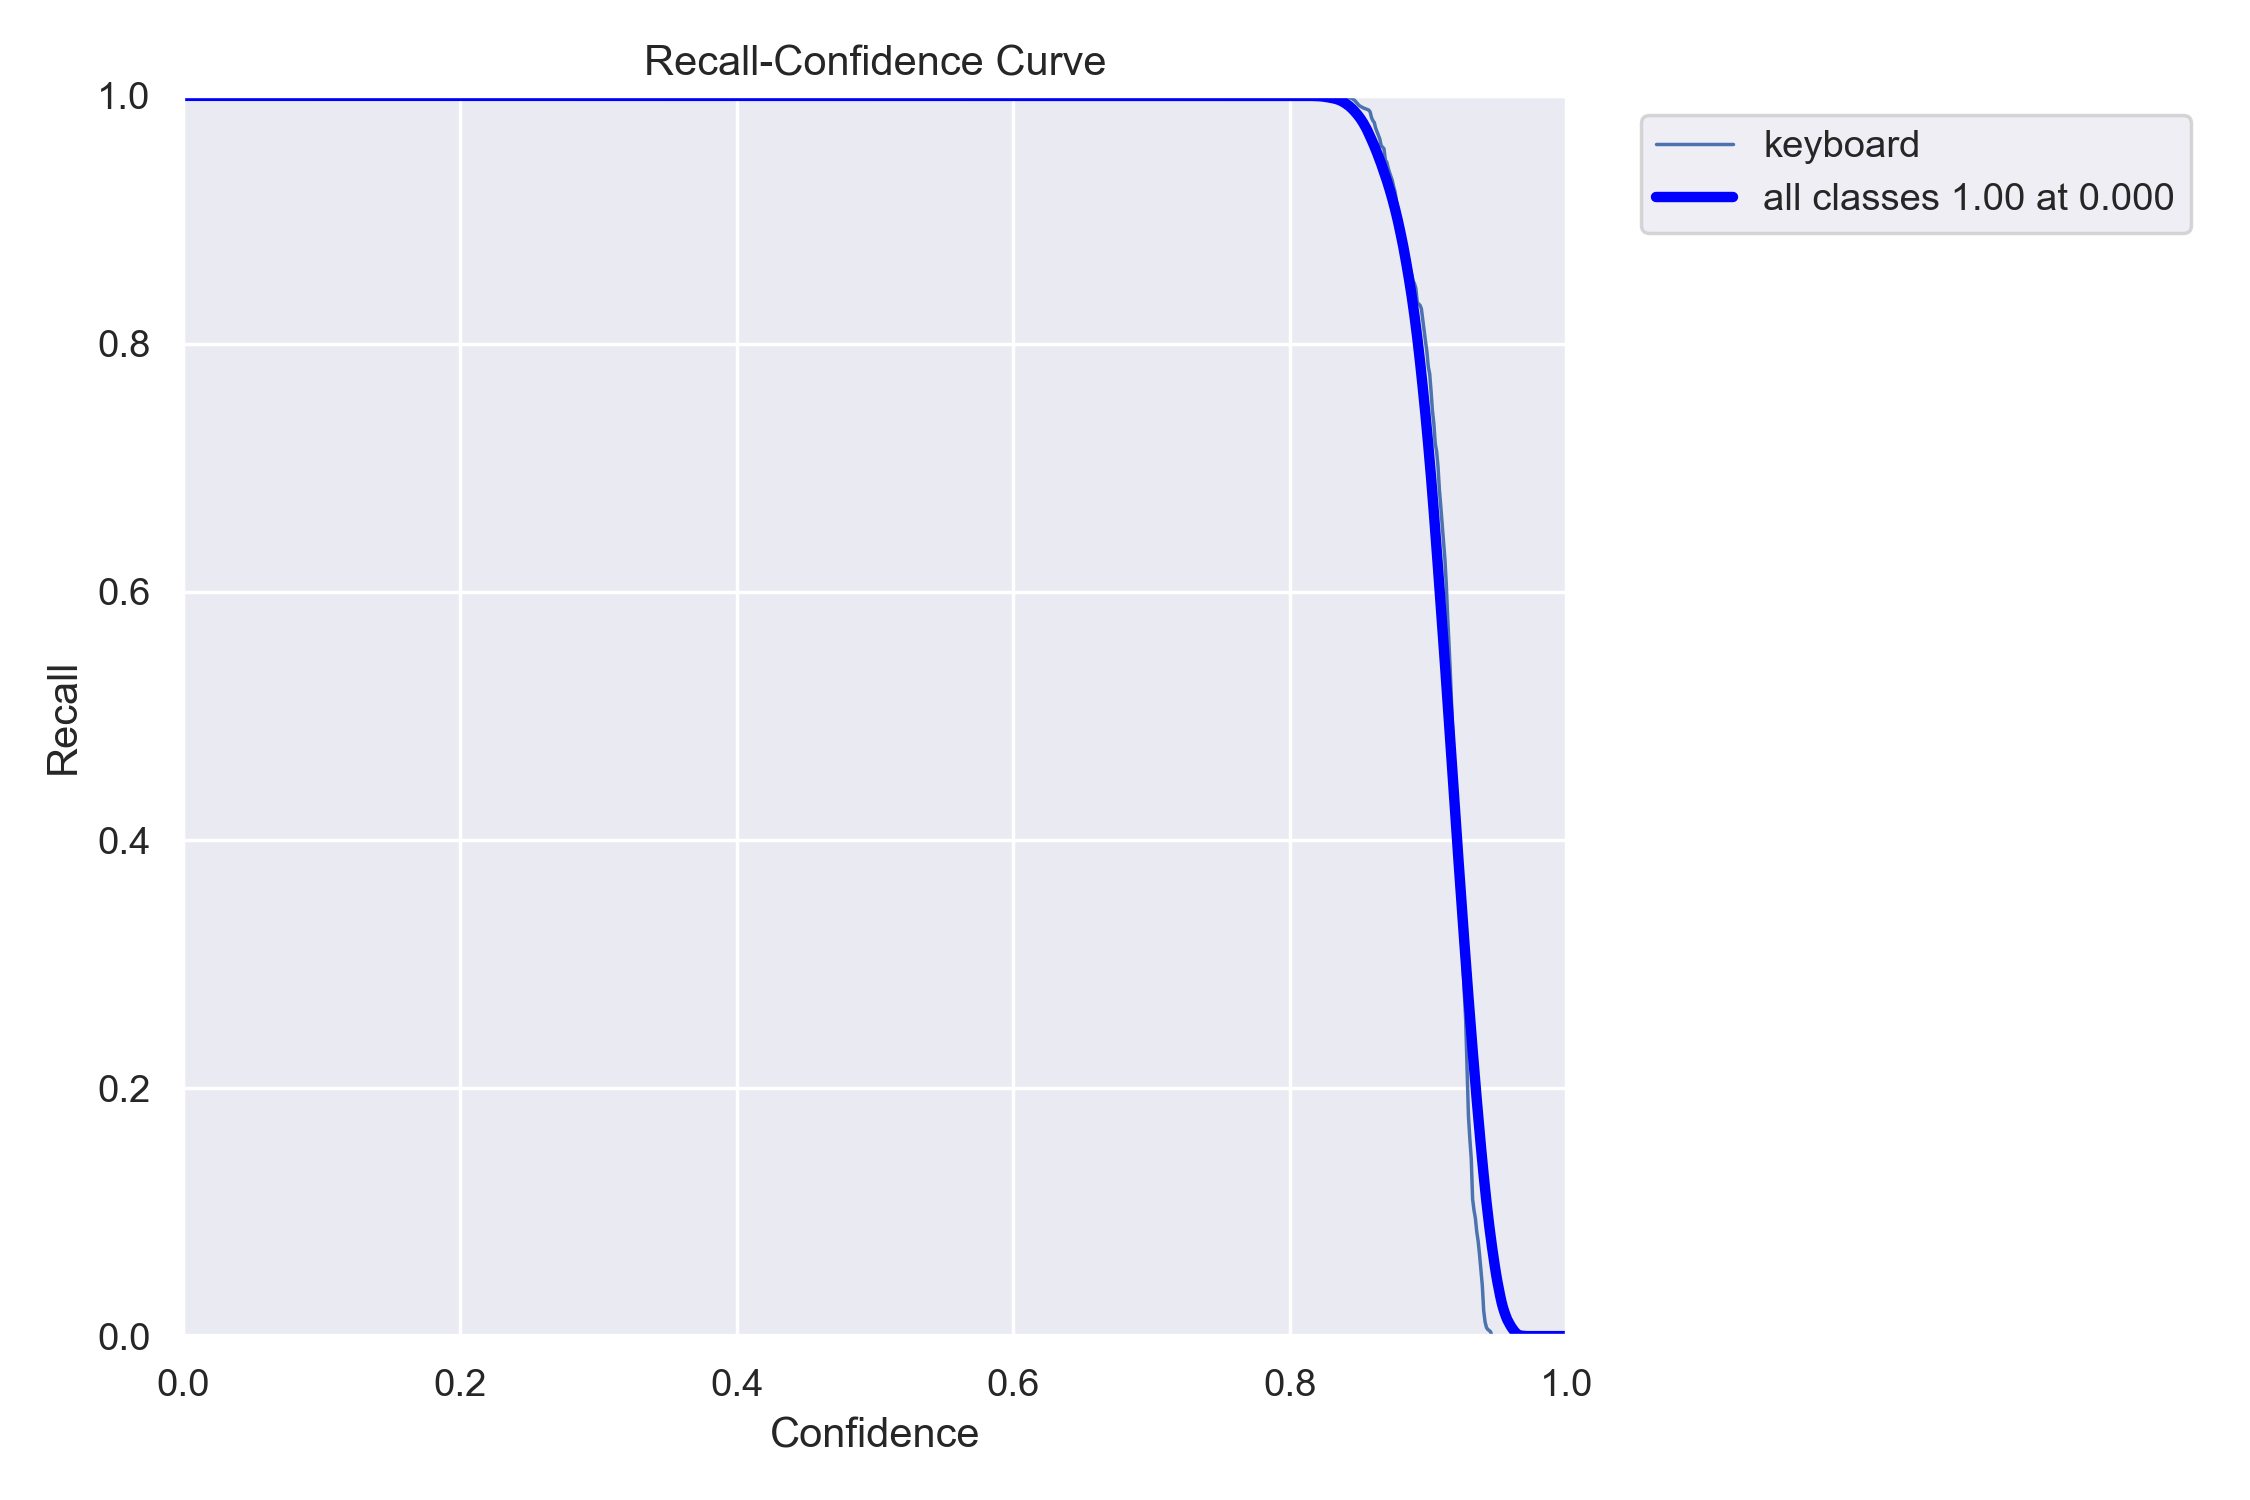 Recall-Confidence Curve
1.0
0.8
0.6
0.4
0.2
0.0
Recall
0.0 0.2 0.4 0.6 0.8 1.0
Confidence
keyboard
all classes 1.00 at 0.000